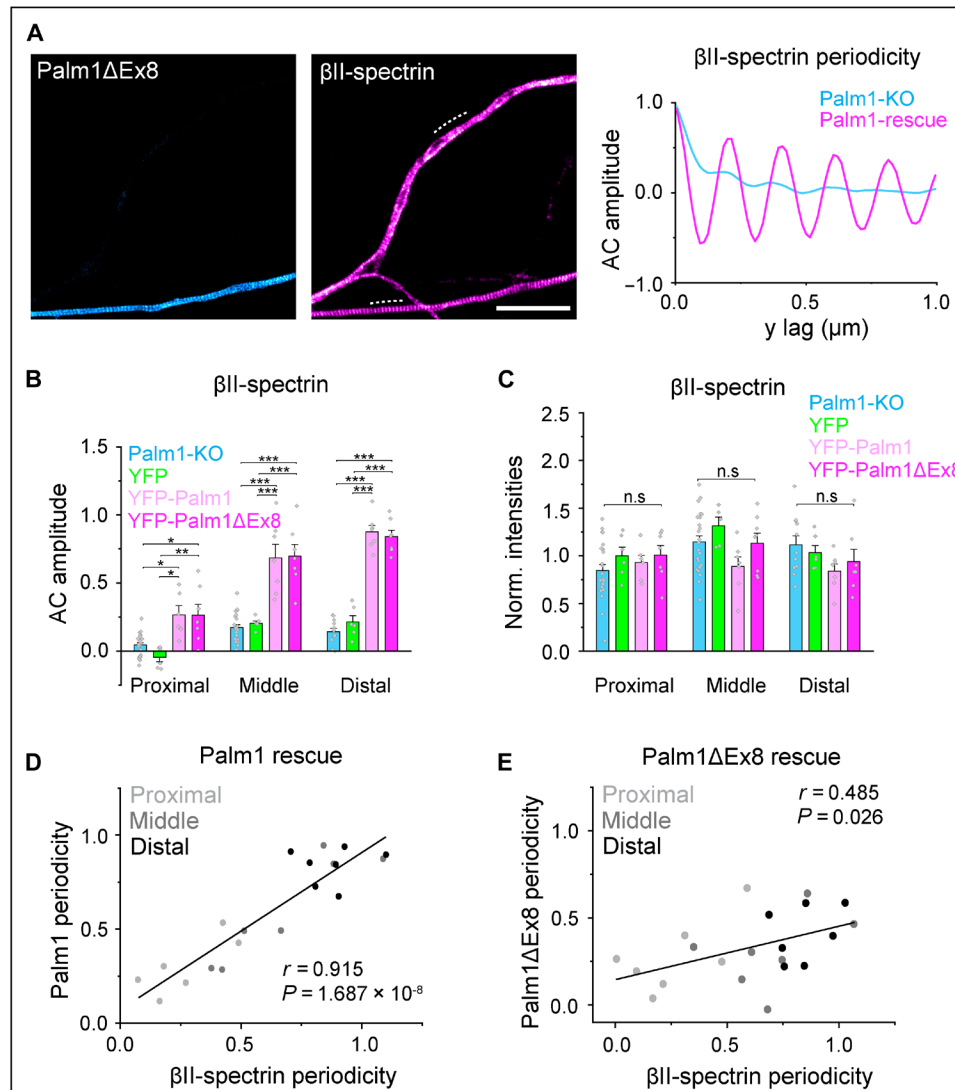 A
Palm1ΔEx8
βII-spectrin
βII-spectrin periodicity
Palm1-KO
Palm1-rescue
AC amplitude
1.0
0.0
−1.0
0.0
0.5
1.0
y lag (μm)
B
βII-spectrin
Palm1-KO
YFP
YFP-Palm1
YFP-Palm1ΔEx8
AC amplitude
1.5
1.0
0.5
0.0
*
**
*
*
***
***
***
***
***
***
***
***
Proximal
Middle
Distal
C
βII-spectrin
Palm1-KO
YFP
YFP-Palm1
YFP-Palm1ΔEx8
Norm. intensities
2.5
2.0
1.5
1.0
0.5
0.0
n.s
n.s
n.s
Proximal
Middle
Distal
D
Palm1 rescue
Proximal
Middle
Distal
Palm1 periodicity
1.0
0.5
0.0
r = 0.915
P = 1.687 × 10-8
0.0
0.5
1.0
βII-spectrin periodicity
E
Palm1ΔEx8 rescue
Proximal
Middle
Distal
r = 0.485
P = 0.026
Palm1ΔEx8 periodicity
1.0
0.5
0.0
0.0
0.5
1.0
βII-spectrin periodicity